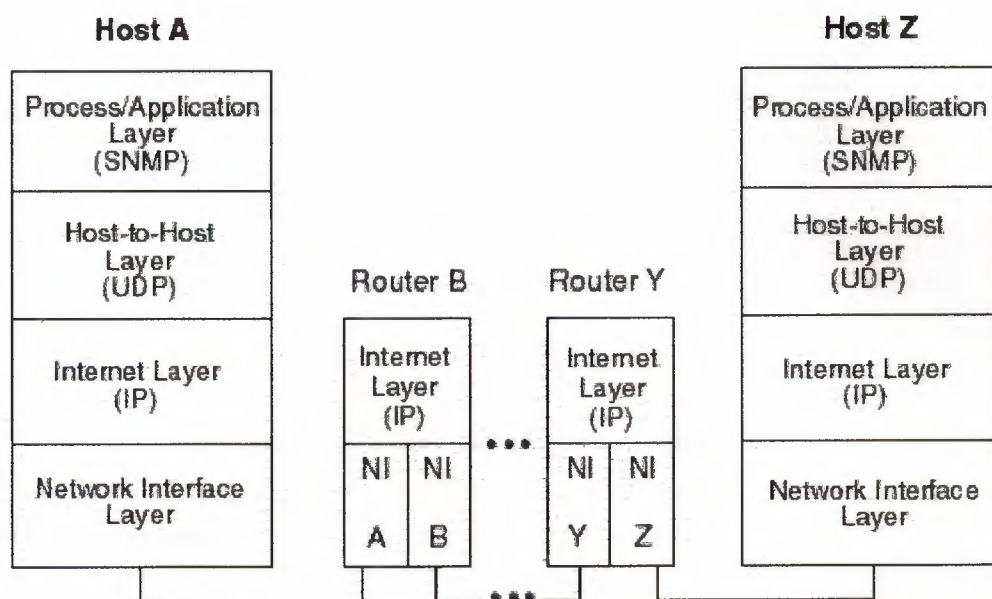 Host A
Process/Application
Layer
(SNMP)
Host-to-Host
Layer
(UDP)
Internet Layer
(IP)
Network Interface
Layer
Router B
Internet
Layer
(IP)
NI NI
A B
•••
•••
Router Y
Internet
Layer
(IP)
NI NI
Y Z
Host Z
Process/Application
Layer
(SNMP)
Host-to-Host
Layer
(UDP)
Internet Layer
(IP)
Network Interface
Layer